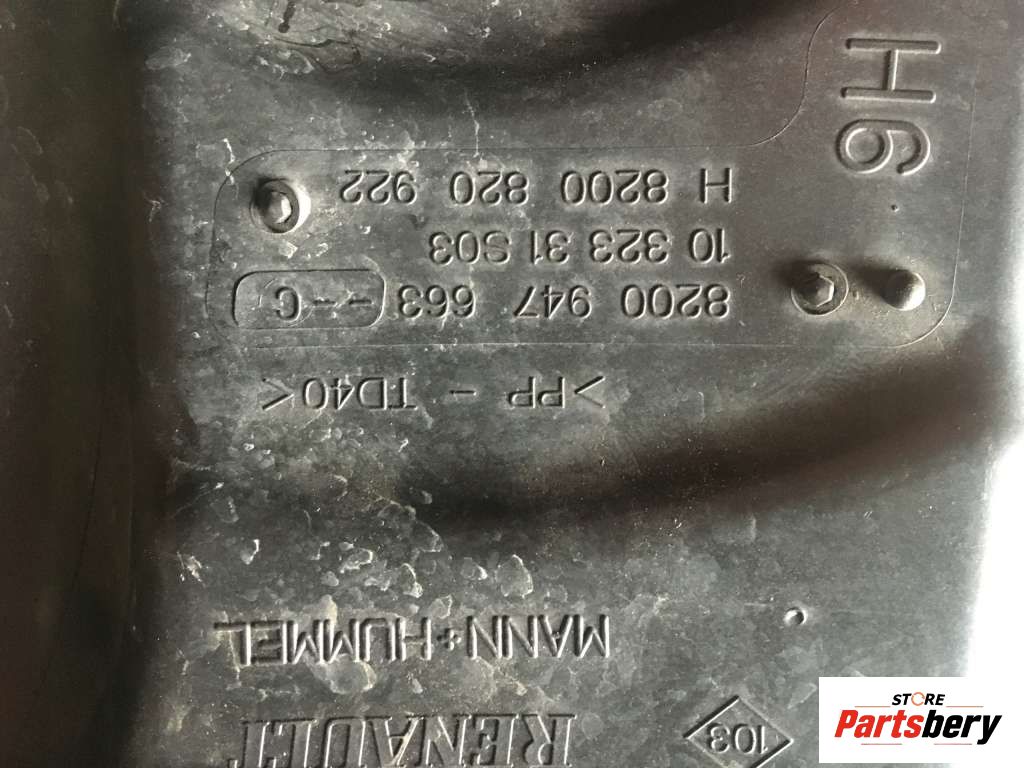 RENAULT 103
MANN+HUMMEL
>PP - TD40<
8200 947 663 --C
10 323 31 S03
H 8200 820 922
H6
STORE
Partsbery